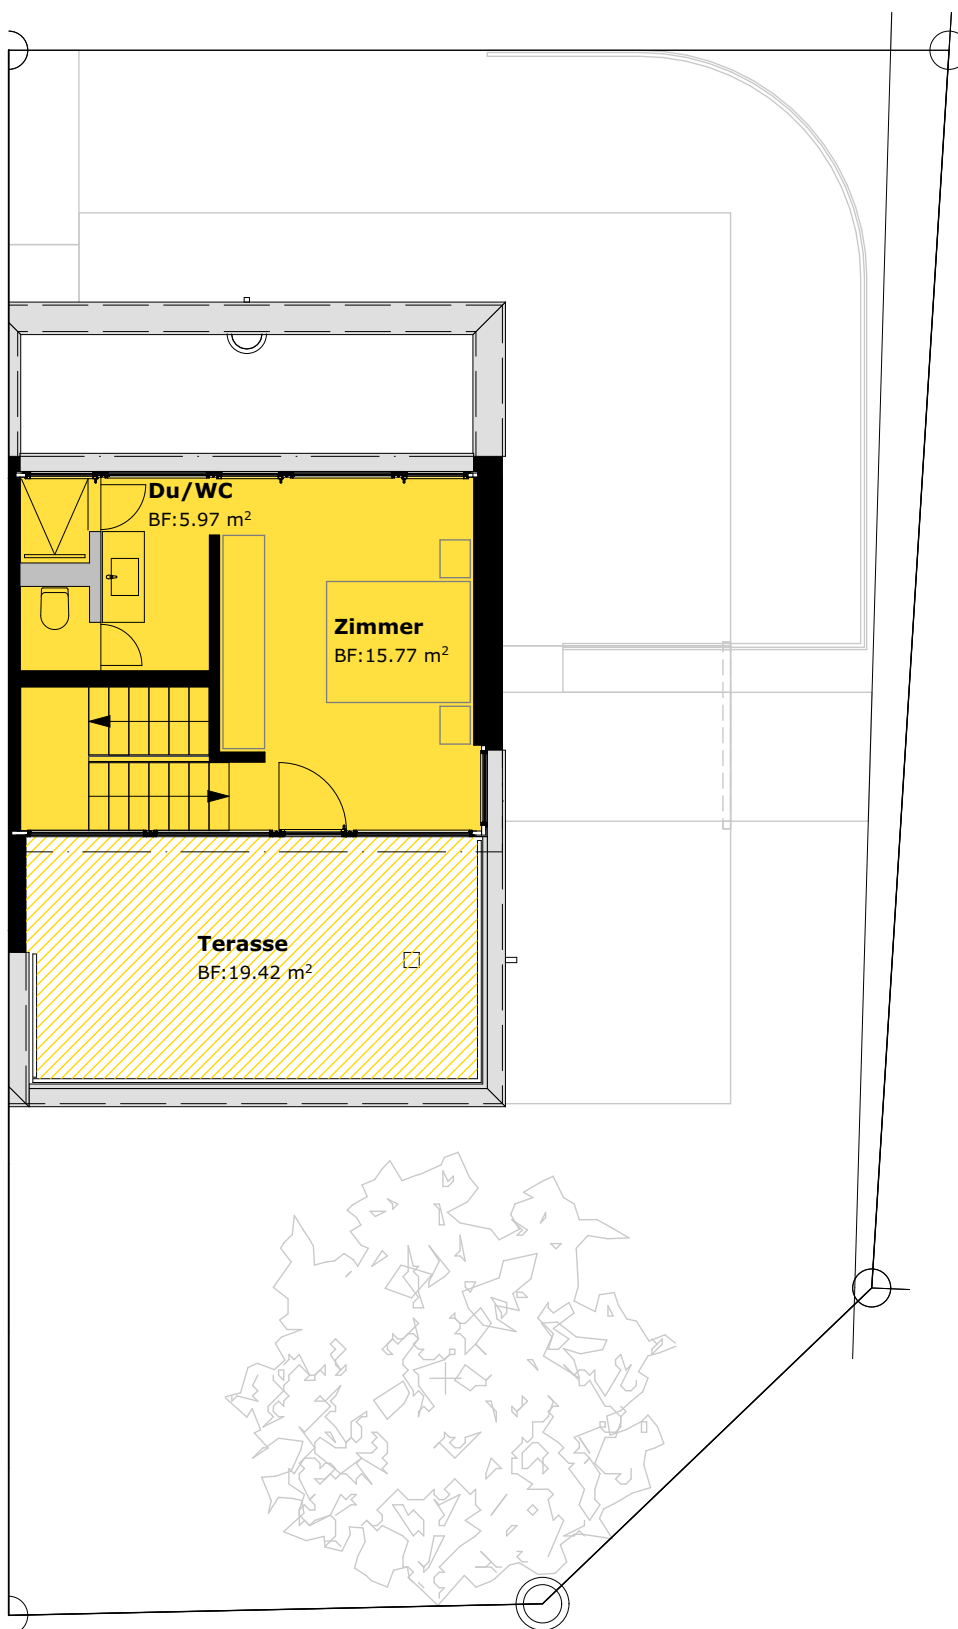 Du/WC
BF:5.97 m²
Zimmer
BF:15.77 m²
Terasse
BF:19.42 m²